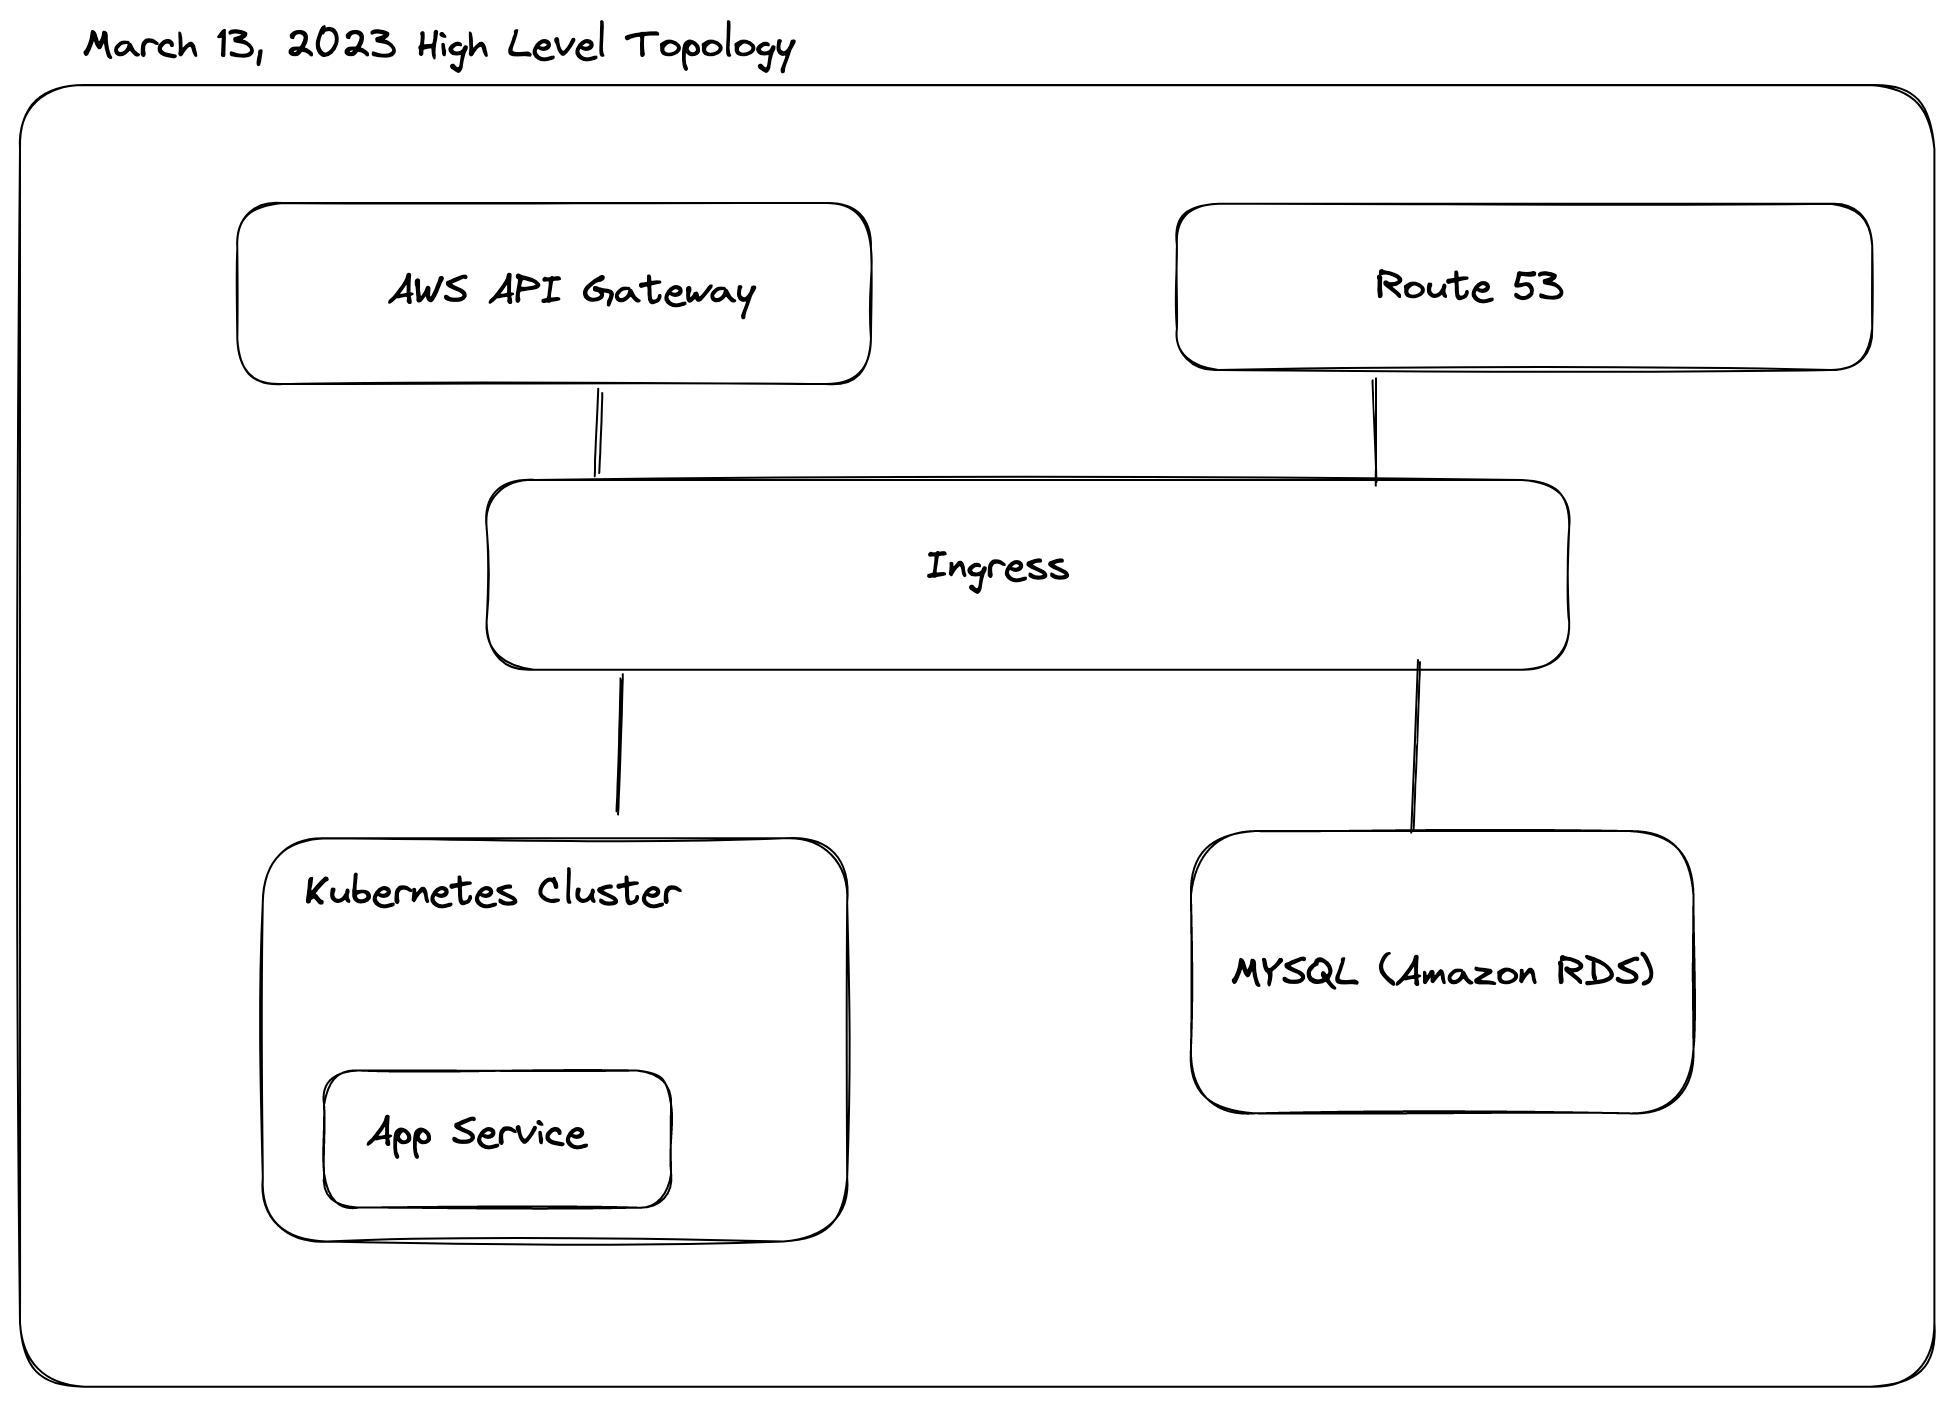 March 13, 2023 High Level Topology
AWS API Gateway
Route 53
Ingress
Kubernetes Cluster
MYSQL (Amazon RDS)
App Service